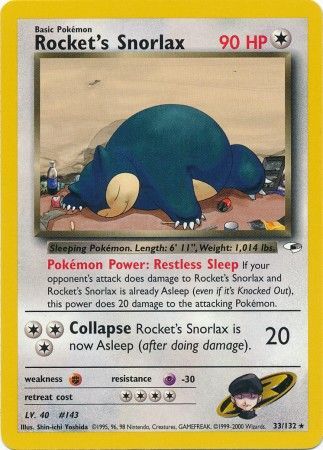 Basic Pokémon
Rocket's Snorlax 90 HP
Sleeping Pokémon. Length: 6' 11", Weight: 1,014 lbs.
Pokémon Power: Restless Sleep If your
opponent's attack does damage to Rocket's Snorlax and
Rocket's Snorlax is already Asleep (even if it's Knocked Out),
this power does 20 damage to the attacking Pokémon.
Collapse Rocket's Snorlax is
now Asleep (after doing damage). 20
weakness resistance -30
retreat cost
LV. 40 #143
Illus. Shin-ichi Yoshida ©1995, 96, 98 Nintendo, Creatures, GAMEFREAK. ©1999-2000 Wizards. 33/132 ★